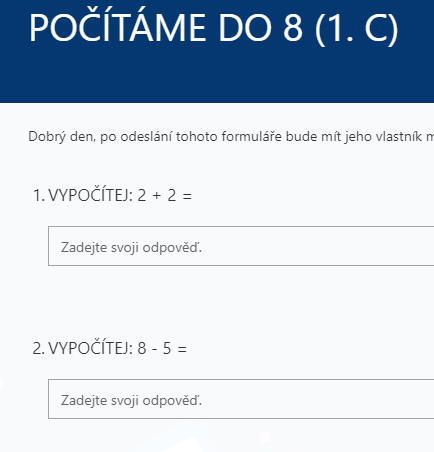 POČÍTÁME DO 8 (1. C)
Dobrý den, po odeslání tohoto formuláře bude mít jeho vlastník
1. VYPOČÍTEJ: 2 + 2 =
Zadejte svoji odpověď.
2. VYPOČÍTEJ: 8 - 5 =
Zadejte svoji odpověď.